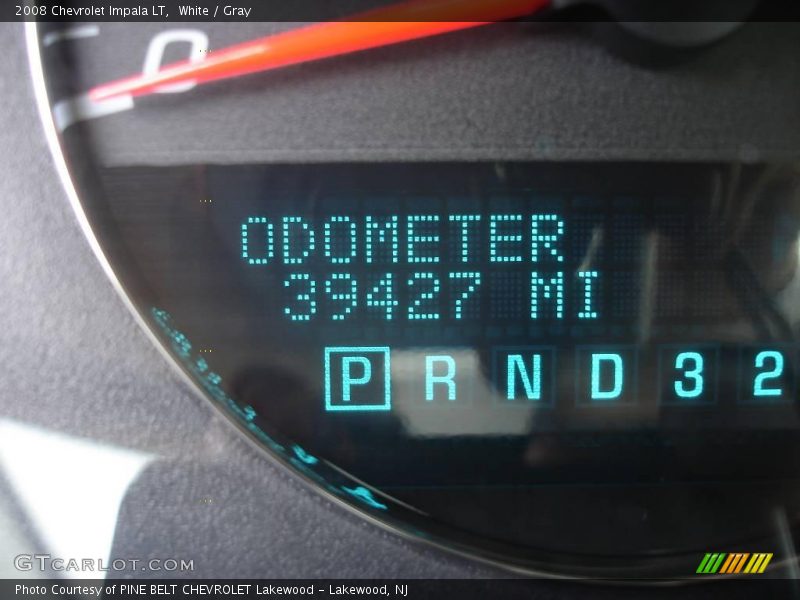 2008 Chevrolet Impala LT, White / Gray
0
ODOMETER
39427 MI
P R N D 3 2
GTCARLOT.COM
Photo Courtesy of PINE BELT CHEVROLET Lakewood - Lakewood, NJ